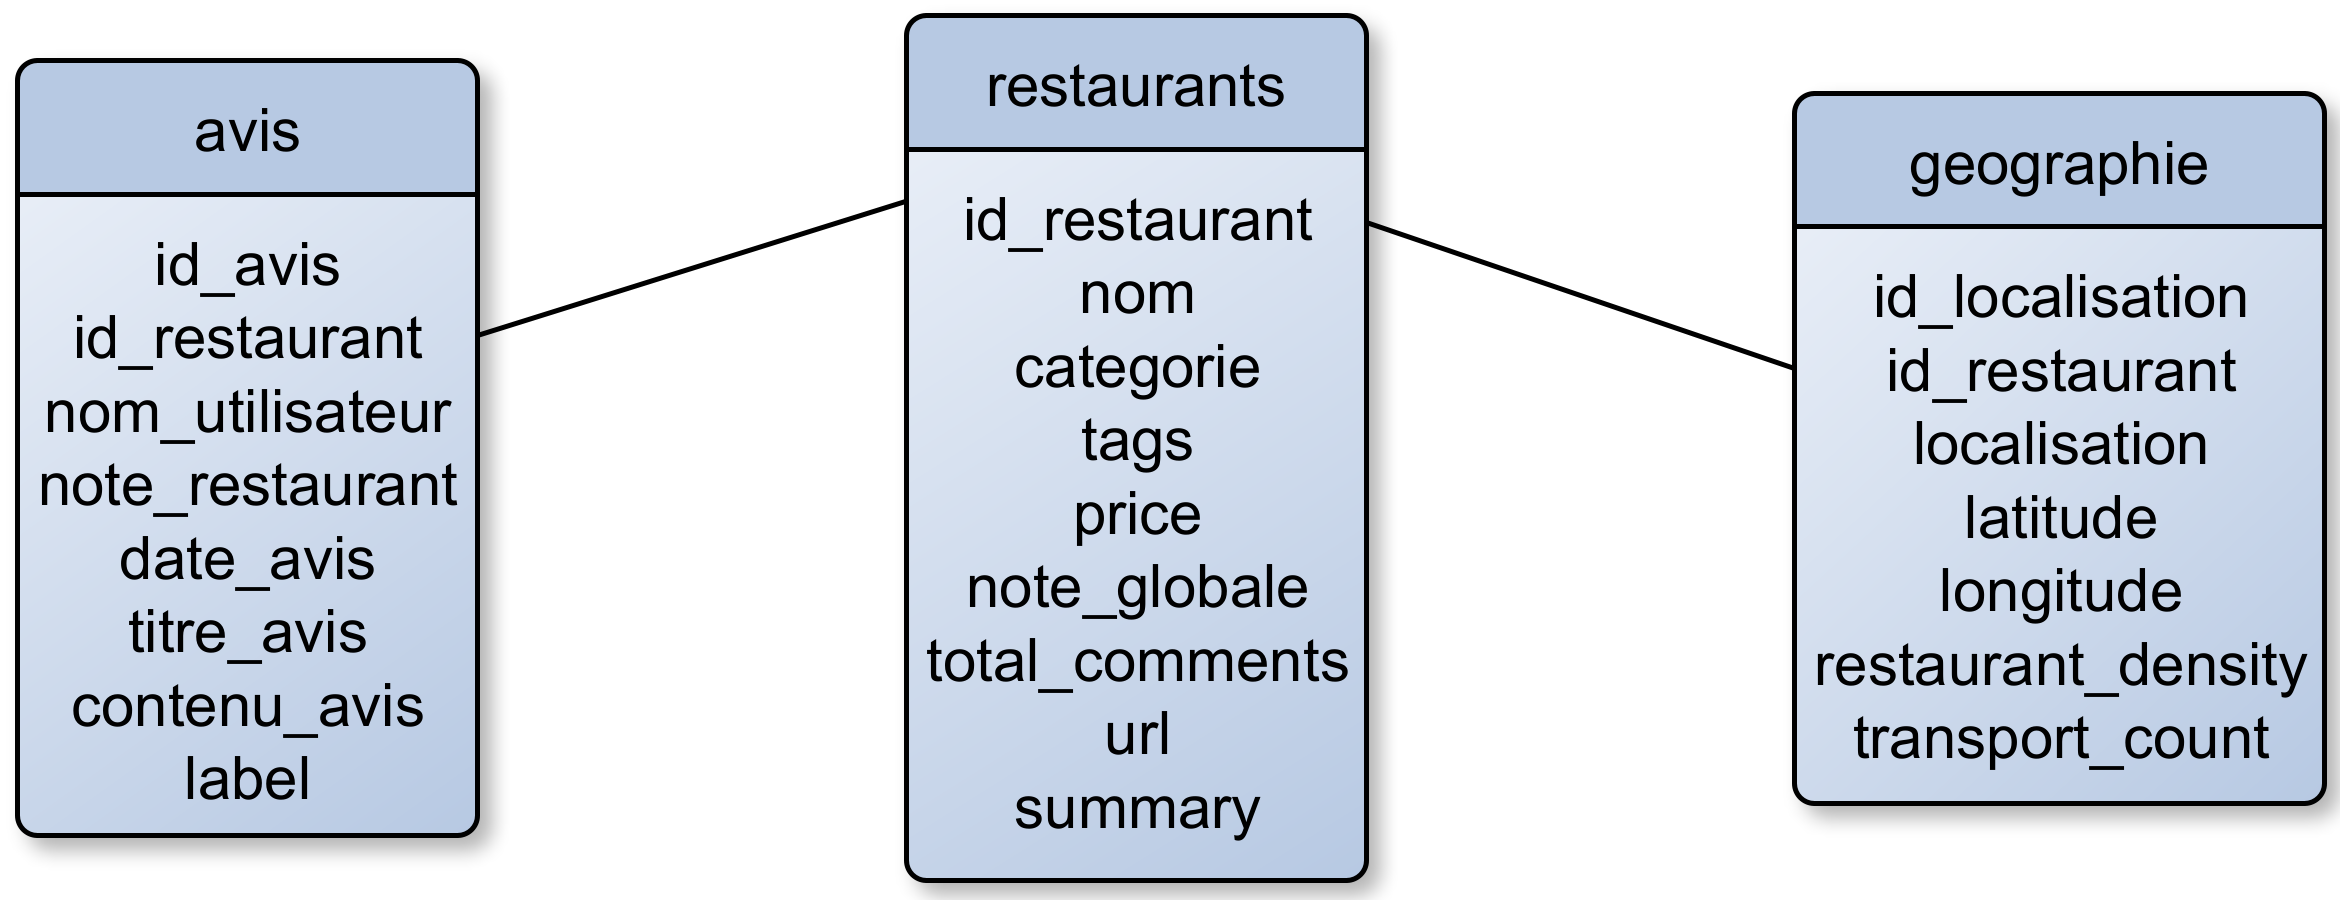 avis
id_avis
id_restaurant
nom_utilisateur
note_restaurant
date_avis
titre_avis
contenu_avis
label
restaurants
id_restaurant
nom
categorie
tags
price
note_globale
total_comments
url
summary
geographie
id_localisation
id_restaurant
localisation
latitude
longitude
restaurant_density
transport_count